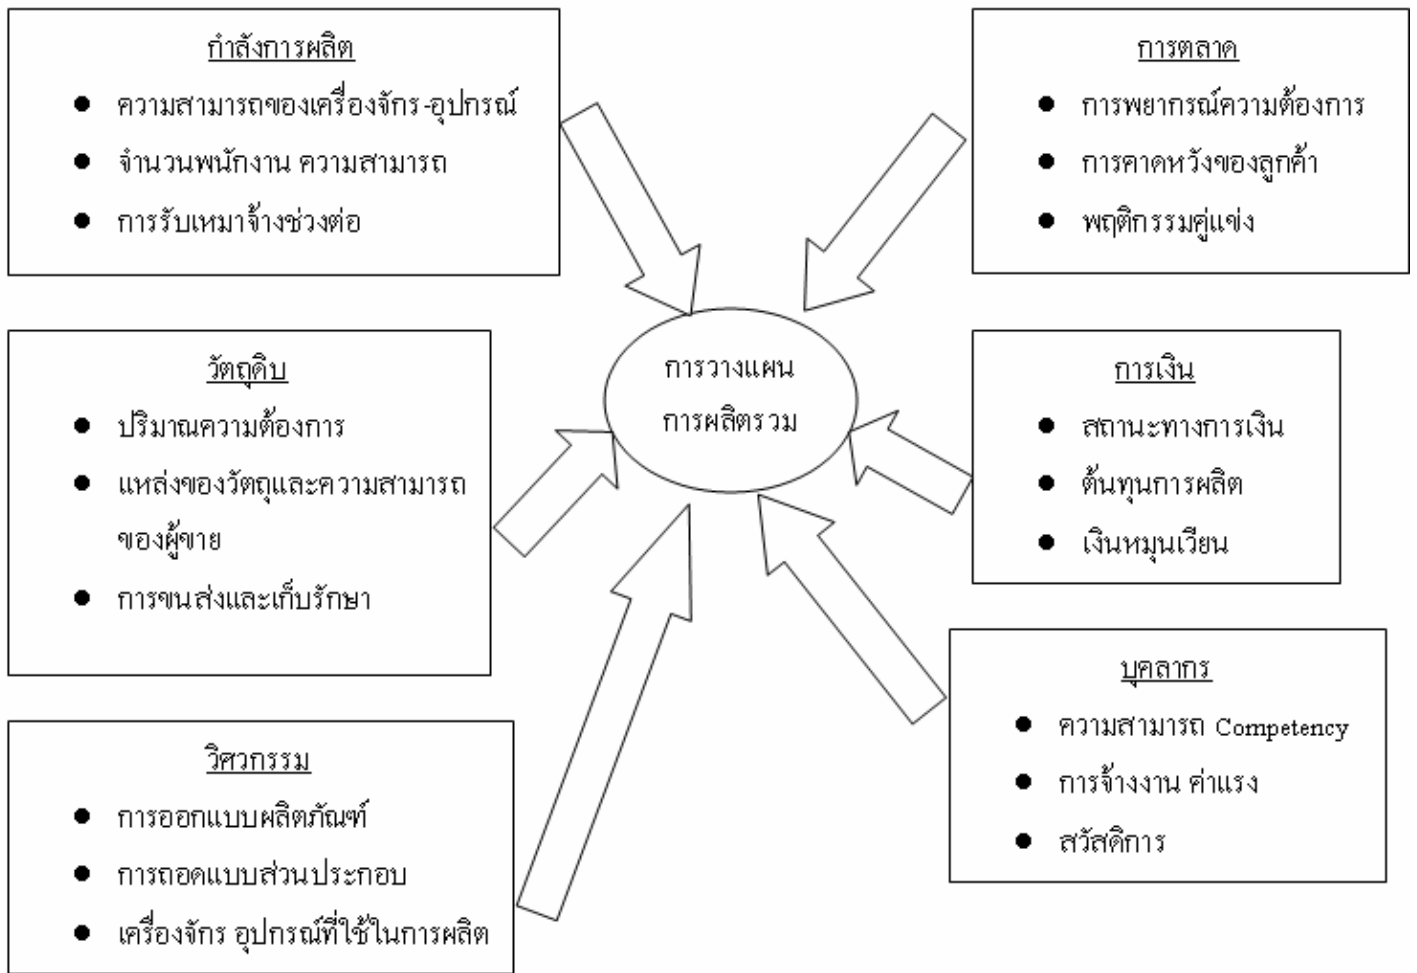 กำลังการผลิต
● ความสามารถของเครื่องจักร-อุปกรณ์
● จำนวนพนักงาน ความสามารถ
● การรับเหมาจ้างช่วงต่อ
การตลาด
● การพยากรณ์ความต้องการ
● การคาดหวังของลูกค้า
● พฤติกรรมคู่แข่ง
วัตถุดิบ
● ปริมาณความต้องการ
● แหล่งของวัตถุและความสามารถ
ของผู้ขาย
● การขนส่งและเก็บรักษา
การวางแผน
การผลิตรวม
การเงิน
● สถานะทางการเงิน
● ต้นทุนการผลิต
● เงินหมุนเวียน
วิศวกรรม
● การออกแบบผลิตภัณฑ์
● การถอดแบบส่วนประกอบ
● เครื่องจักร อุปกรณ์ที่ใช้ในการผลิต
บุคลากร
● ความสามารถ Competency
● การจ้างงาน ค่าแรง
● สวัสดิการ